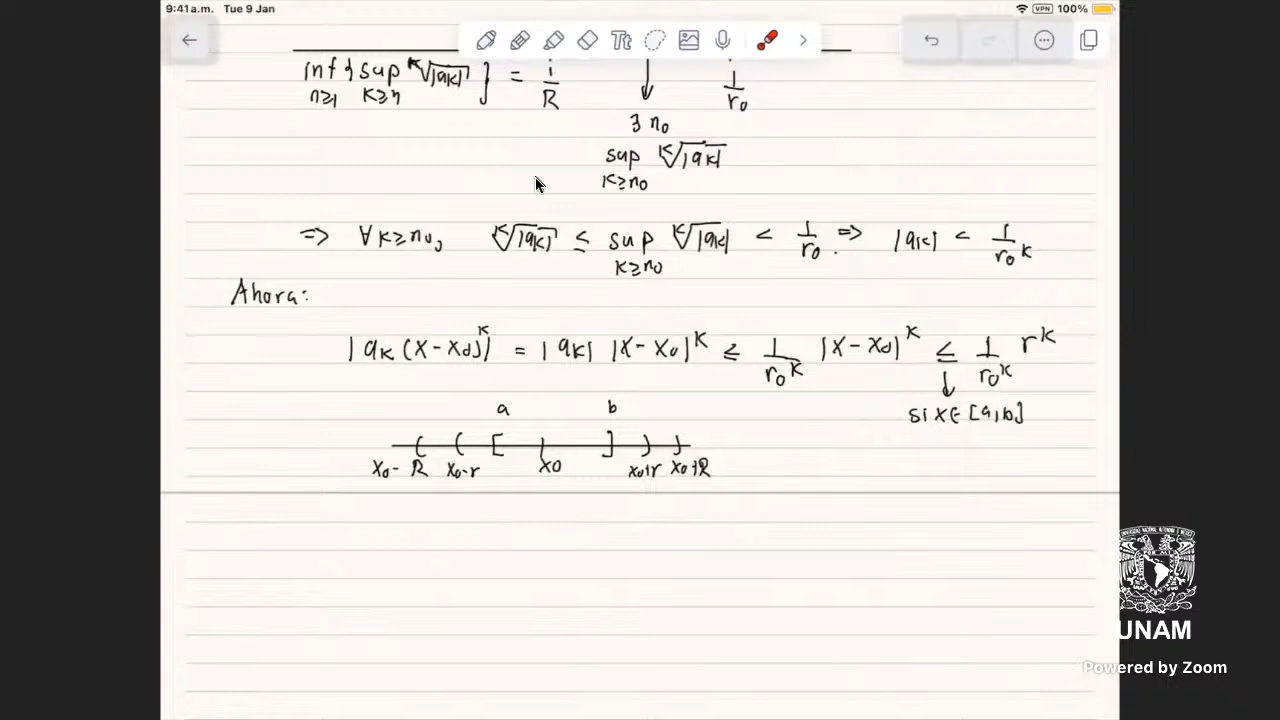 9:41a.m. Tue 9 Jan
VPN 100%
inf { sup ᴷ√|aₖ| } = 1/R 1/r₀
n≥1 K≥n
∃ n₀
sup ᴷ√|aₖ|
K≥n₀
⇒ ∀K≥n₀, ᴷ√|aₖ| ≤ sup ᴷ√|aₖ| < 1/r₀ ⇒ |aₖ| < 1/r₀ᴷ
K≥n₀
Ahora:
|aₖ(x-x₀)ᴷ| = |aₖ| |x-x₀|ᴷ ≤ 1/r₀ᴷ |x-x₀|ᴷ ≤ 1/r₀ᴷ rᴷ
si x∈[a,b]
a b
x₀-R x₀-r x₀ x₀+r x₀+R
UNAM
Powered by Zoom